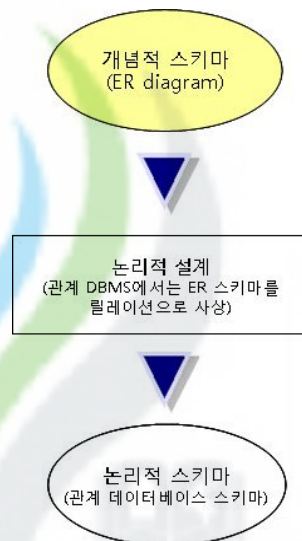 개념적 스키마
(ER diagram)
논리적 설계
(관계 DBMS에서는 ER 스키마를
릴레이션으로 사상)
논리적 스키마
(관계 데이터베이스 스키마)